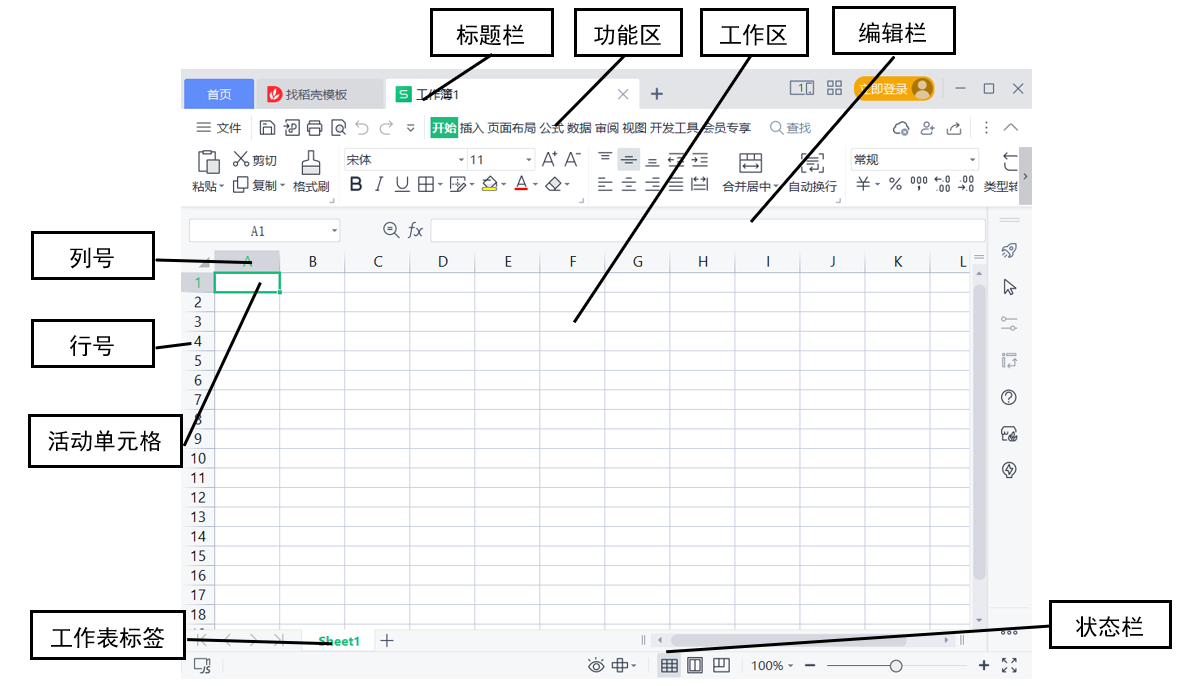 标题栏 功能区 工作区 编辑栏
首页 找稻壳模板 S 工作簿1 1 立即登录
文件 开始 插入 页面布局 公式 数据 审阅 视图 开发工具 会员专享 查找
剪切 宋体 11 A+ A- 常规
粘贴 复制 格式刷 B I U A 合并居中 自动换行 ¥ % 000 .00 .00 类型转
A1 fx
列号
A B C D E F G H I J K L
1
2
3
行号
4
5
6
7
8
活动单元格
9
10
11
12
13
14
15
16
17
18
工作表标签 Sheet1
状态栏
JS 100%